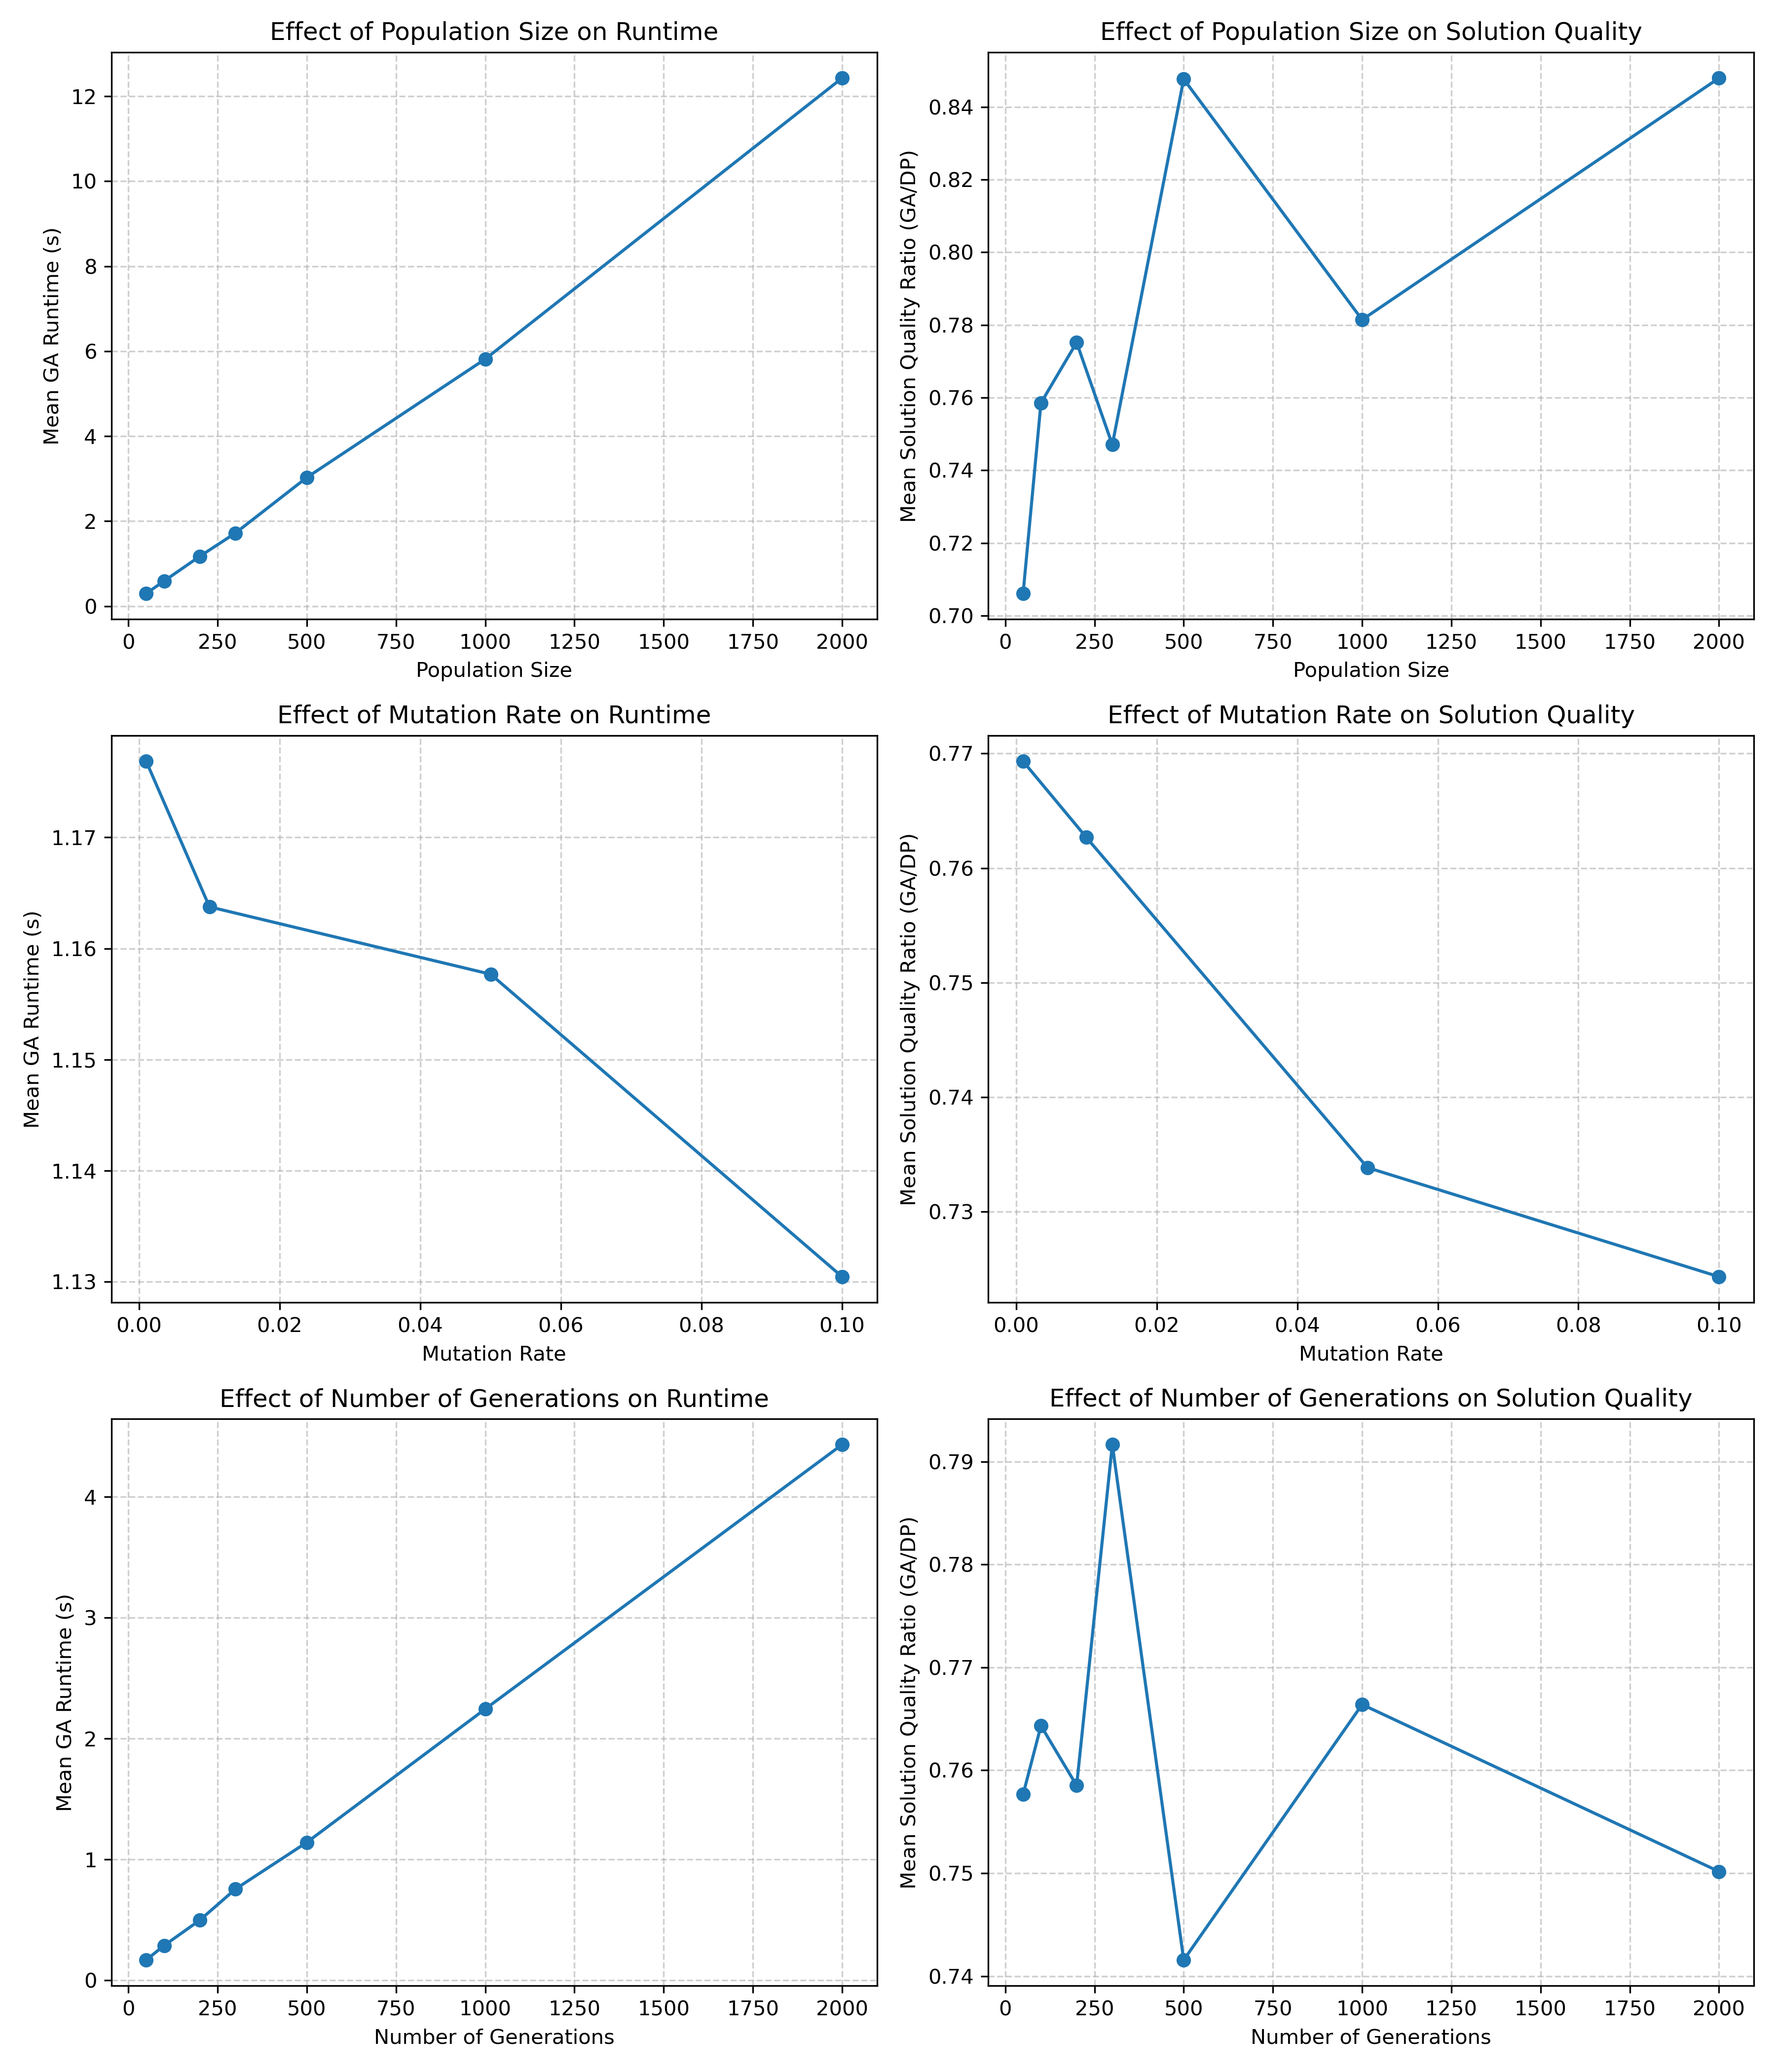 Effect of Population Size on Runtime
Mean GA Runtime (s)
12
10
8
6
4
2
0
0 250 500 750 1000 1250 1500 1750 2000
Population Size
Effect of Population Size on Solution Quality
Mean Solution Quality Ratio (GA/DP)
0.84
0.82
0.80
0.78
0.76
0.74
0.72
0.70
0 250 500 750 1000 1250 1500 1750 2000
Population Size
Effect of Mutation Rate on Runtime
Mean GA Runtime (s)
1.17
1.16
1.15
1.14
1.13
0.00 0.02 0.04 0.06 0.08 0.10
Mutation Rate
Effect of Mutation Rate on Solution Quality
Mean Solution Quality Ratio (GA/DP)
0.77
0.76
0.75
0.74
0.73
0.00 0.02 0.04 0.06 0.08 0.10
Mutation Rate
Effect of Number of Generations on Runtime
Mean GA Runtime (s)
4
3
2
1
0
0 250 500 750 1000 1250 1500 1750 2000
Number of Generations
Effect of Number of Generations on Solution Quality
Mean Solution Quality Ratio (GA/DP)
0.79
0.78
0.77
0.76
0.75
0.74
0 250 500 750 1000 1250 1500 1750 2000
Number of Generations